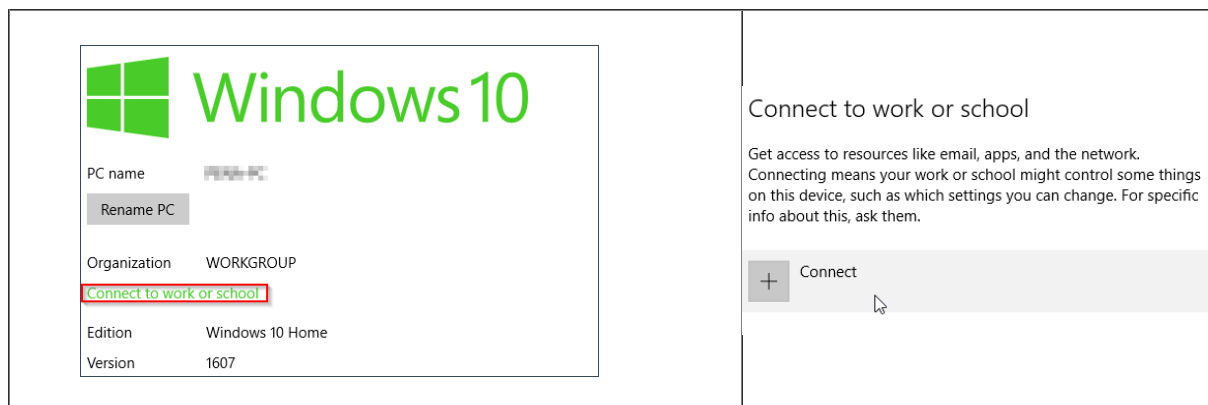 Windows 10
PC name
Rename PC
Organization WORKGROUP
Connect to work or school
Edition Windows 10 Home
Version 1607
Connect to work or school
Get access to resources like email, apps, and the network.
Connecting means your work or school might control some things
on this device, such as which settings you can change. For specific
info about this, ask them.
+ Connect